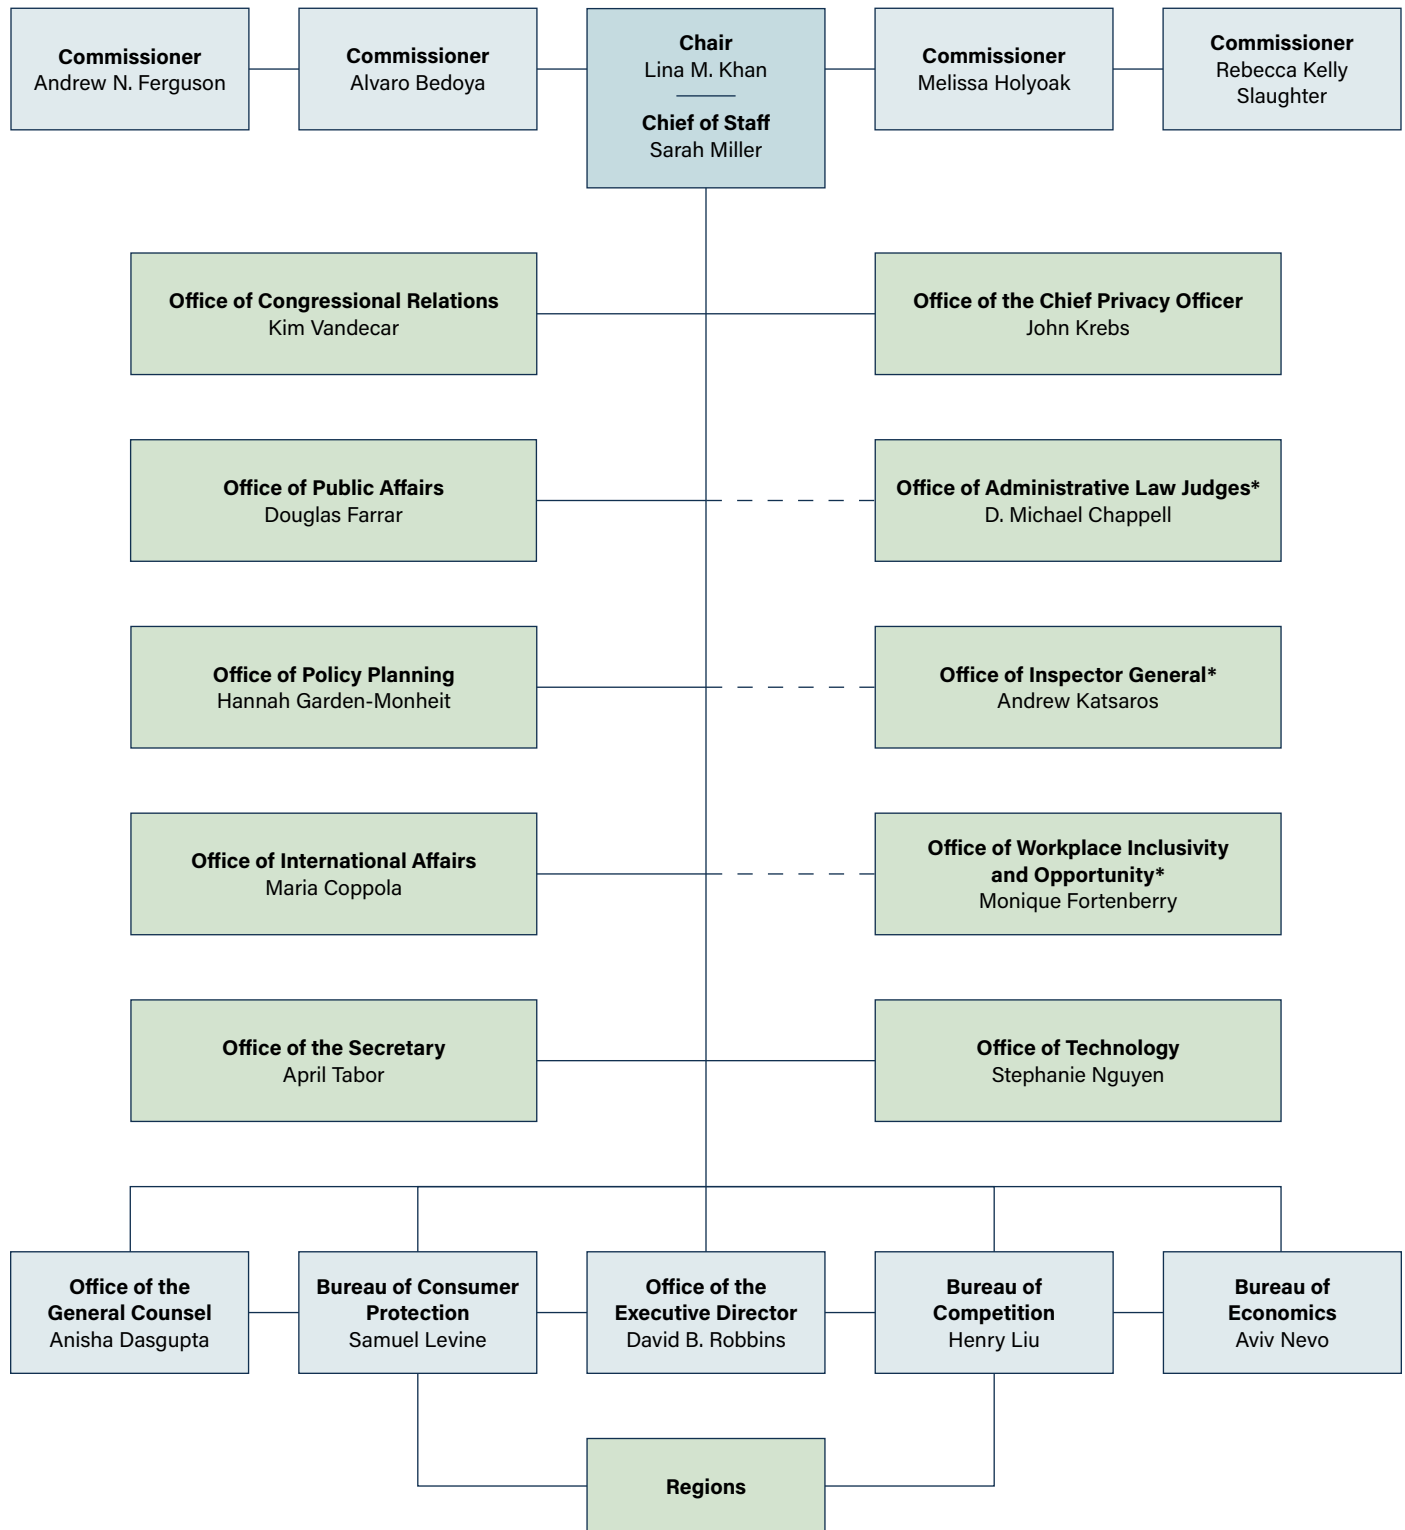 Commissioner
Andrew N. Ferguson
Commissioner
Alvaro Bedoya
Chair
Lina M. Khan
Chief of Staff
Sarah Miller
Commissioner
Melissa Holyoak
Commissioner
Rebecca Kelly
Slaughter
Office of Congressional Relations
Kim Vandecar
Office of the Chief Privacy Officer
John Krebs
Office of Public Affairs
Douglas Farrar
Office of Administrative Law Judges*
D. Michael Chappell
Office of Policy Planning
Hannah Garden-Monheit
Office of Inspector General*
Andrew Katsaros
Office of International Affairs
Maria Coppola
Office of Workplace Inclusivity
and Opportunity*
Monique Fortenberry
Office of the Secretary
April Tabor
Office of Technology
Stephanie Nguyen
Office of the
General Counsel
Anisha Dasgupta
Bureau of Consumer
Protection
Samuel Levine
Office of the
Executive Director
David B. Robbins
Bureau of
Competition
Henry Liu
Bureau of
Economics
Aviv Nevo
Regions